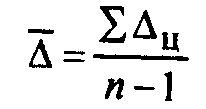 Δ̅ = ΣΔц / n − 1